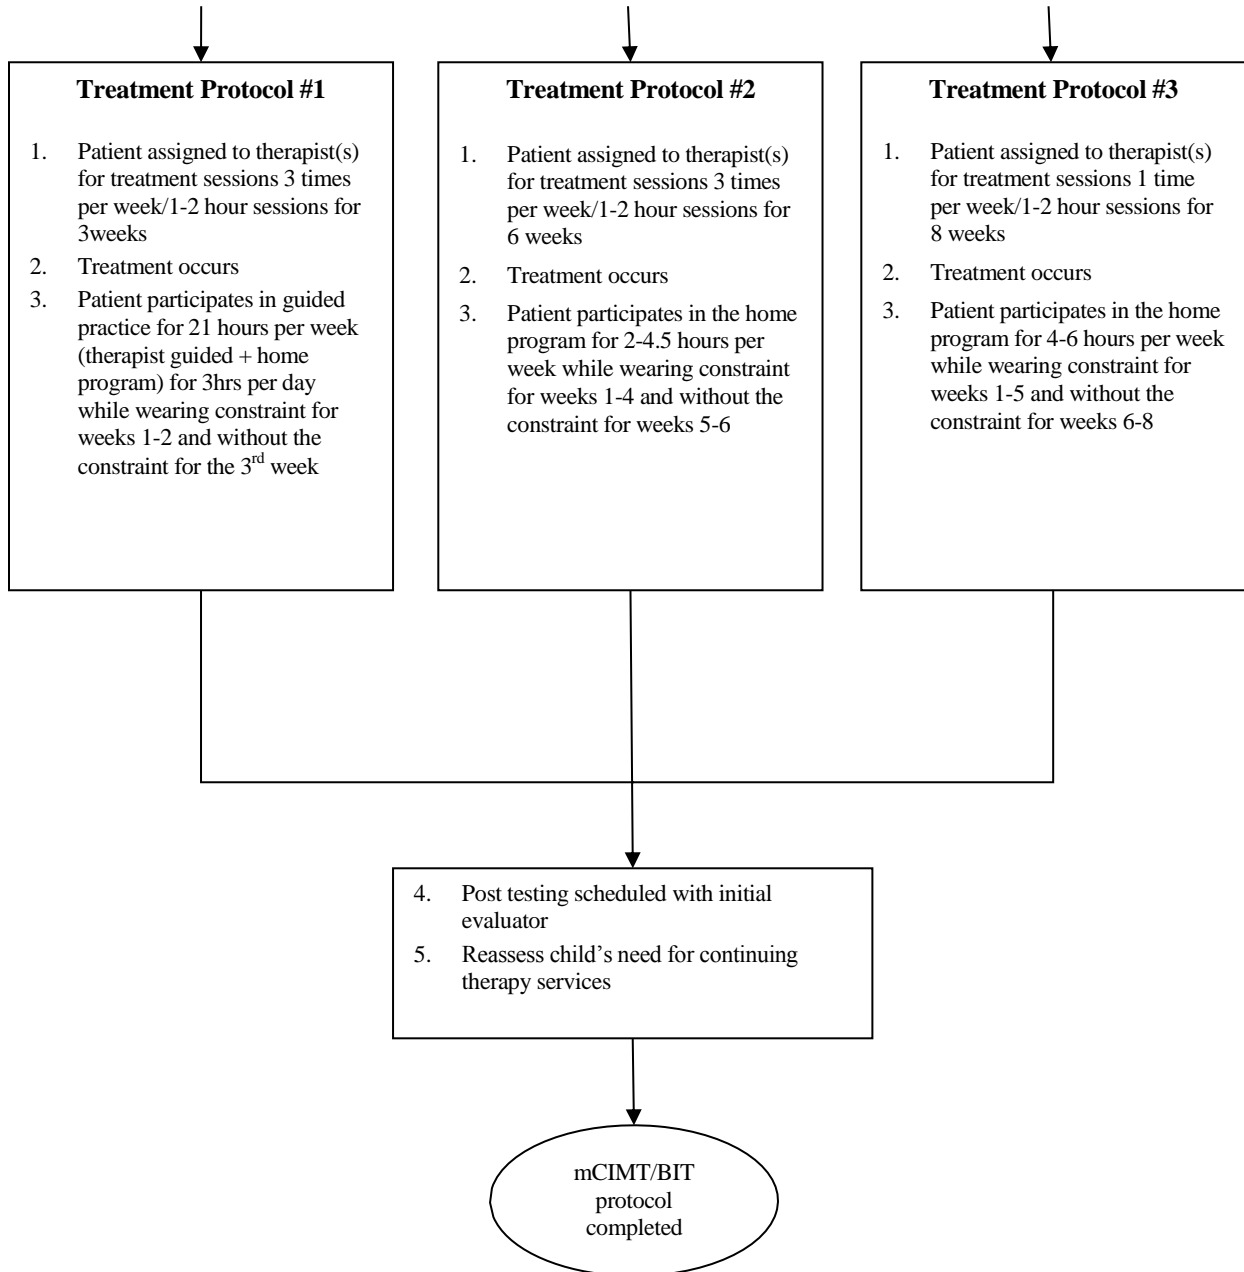 Treatment Protocol #1
1. Patient assigned to therapist(s)
for treatment sessions 3 times
per week/1-2 hour sessions for
3weeks
2. Treatment occurs
3. Patient participates in guided
practice for 21 hours per week
(therapist guided + home
program) for 3hrs per day
while wearing constraint for
weeks 1-2 and without the
constraint for the 3rd week
Treatment Protocol #2
1. Patient assigned to therapist(s)
for treatment sessions 3 times
per week/1-2 hour sessions for
6 weeks
2. Treatment occurs
3. Patient participates in the home
program for 2-4.5 hours per
week while wearing constraint
for weeks 1-4 and without the
constraint for weeks 5-6
Treatment Protocol #3
1. Patient assigned to therapist(s)
for treatment sessions 1 time
per week/1-2 hour sessions for
8 weeks
2. Treatment occurs
3. Patient participates in the home
program for 4-6 hours per week
while wearing constraint for
weeks 1-5 and without the
constraint for weeks 6-8
4. Post testing scheduled with initial
evaluator
5. Reassess child’s need for continuing
therapy services
mCIMT/BIT
protocol
completed